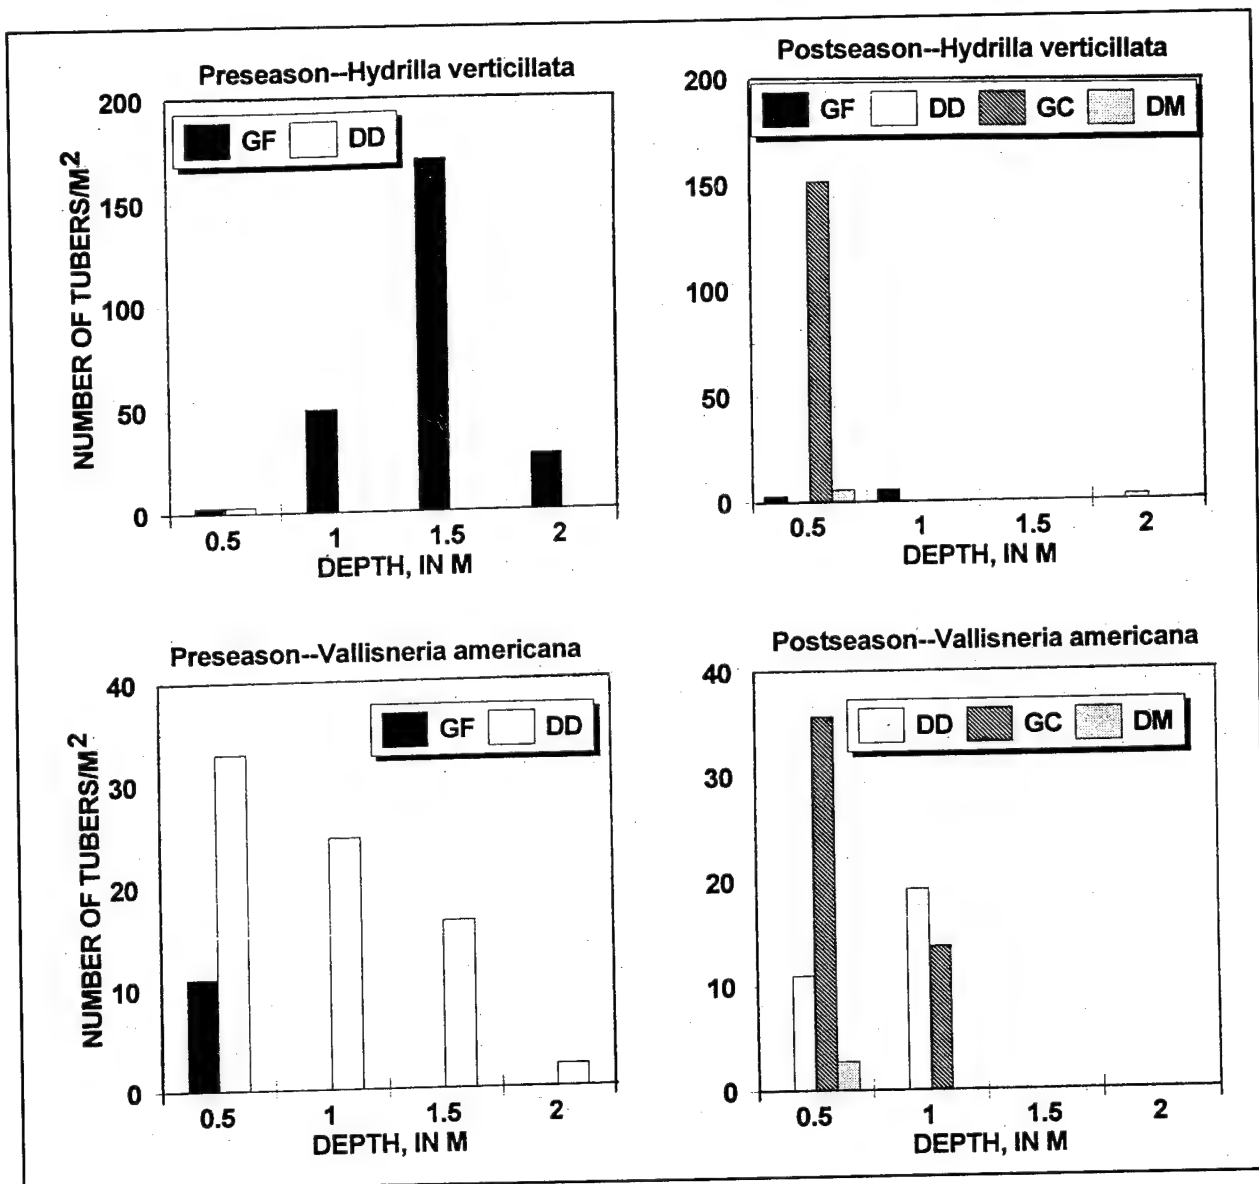 Preseason--Hydrilla verticillata
GF DD
NUMBER OF TUBERS/M²
200
150
100
50
0
0.5 1 1.5 2
DEPTH, IN M
Postseason--Hydrilla verticillata
GF DD GC DM
200
150
100
50
0
0.5 1 1.5 2
DEPTH, IN M
Preseason--Vallisneria americana
GF DD
NUMBER OF TUBERS/M²
40
30
20
10
0
0.5 1 1.5 2
DEPTH, IN M
Postseason--Vallisneria americana
DD GC DM
40
30
20
10
0
0.5 1 1.5 2
DEPTH, IN M